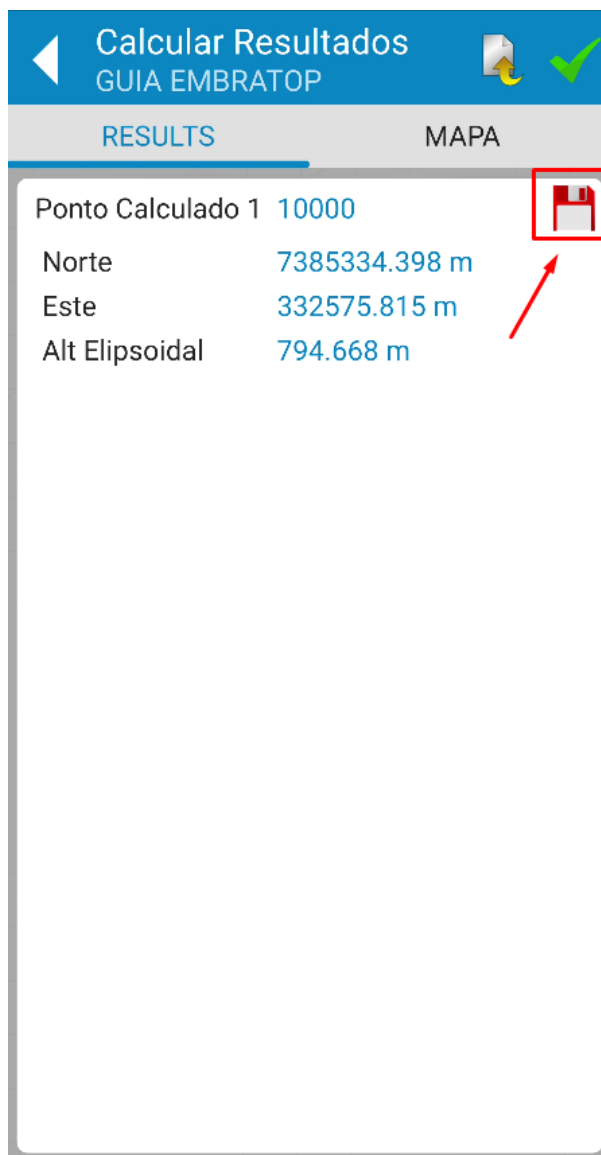 Calcular Resultados
GUIA EMBRATOP
RESULTS MAPA
Ponto Calculado 1 10000
Norte 7385334.398 m
Este 332575.815 m
Alt Elipsoidal 794.668 m